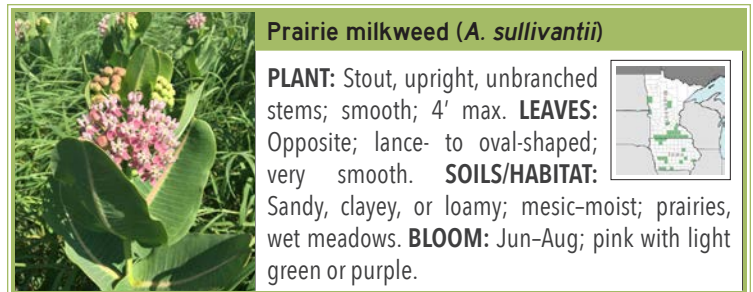 Prairie milkweed (A. sullivantii)
PLANT: Stout, upright, unbranched
stems; smooth; 4' max. LEAVES:
Opposite; lance- to oval-shaped;
very smooth. SOILS/HABITAT:
Sandy, clayey, or loamy; mesic–moist; prairies,
wet meadows. BLOOM: Jun–Aug; pink with light
green or purple.